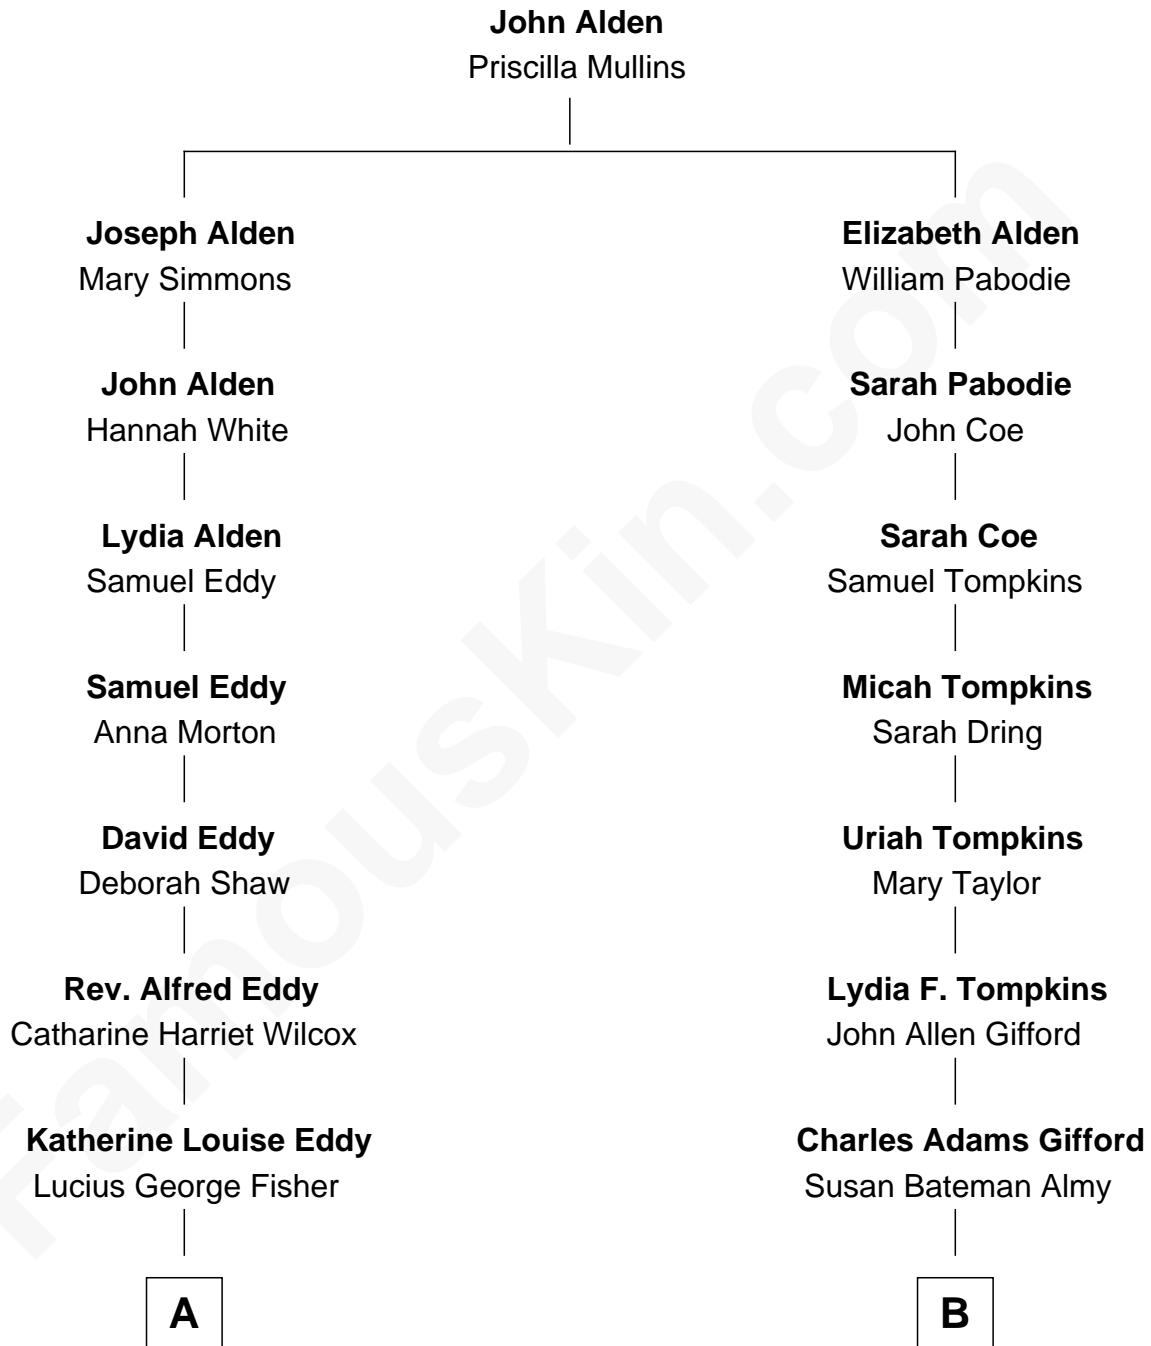 John Alden
Priscilla Mullins
Joseph Alden
Mary Simmons
Elizabeth Alden
William Pabodie
John Alden
Hannah White
Sarah Pabodie
John Coe
Lydia Alden
Samuel Eddy
Sarah Coe
Samuel Tompkins
Samuel Eddy
Anna Morton
Micah Tompkins
Sarah Dring
David Eddy
Deborah Shaw
Uriah Tompkins
Mary Taylor
Rev. Alfred Eddy
Catharine Harriet Wilcox
Lydia F. Tompkins
John Allen Gifford
Katherine Louise Eddy
Lucius George Fisher
Charles Adams Gifford
Susan Bateman Almy
A
B
FamousKin.com